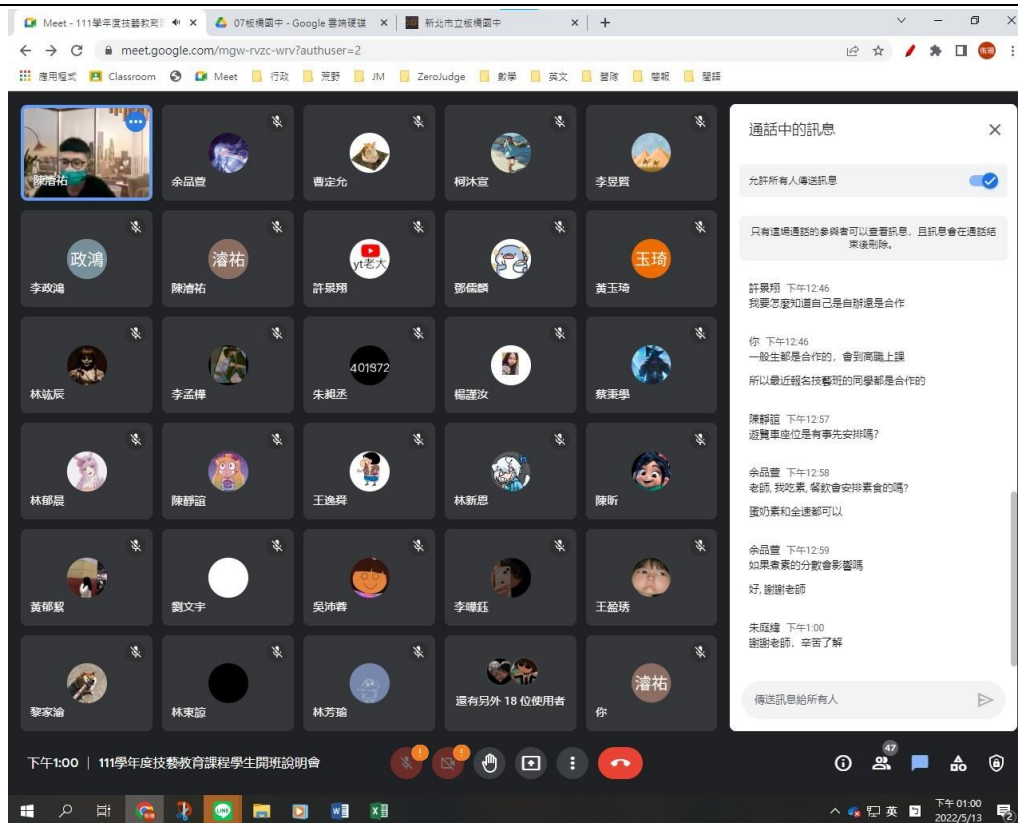 Meet - 111學年度技藝教育
07板橋國中 - Google 雲端硬碟
新北市立板橋國中
meet.google.com/mgw-rvzc-wrv?authuser=2
應用程式 Classroom Meet 行政 荒野 JM ZeroJudge 數學 英文 營隊 簡報 闖語
陳濬祐
余品萱
曹定允
柯沐宣
李昱賢
政鴻
李政鴻
濬祐
陳濬祐
yt老大
許景翔
鄧儒麟
玉琦
黃玉琦
林竑辰
李孟樺
401972
朱昶丞
楊謹汝
蔡秉學
林郁晨
陳靜誼
王逸舜
林新恩
陳昕
黃郁絜
劉文宇
吳沛蓉
李曄鈺
王盈琇
黎家渝
林東諒
林芳瑜
還有另外 18 位使用者
濬祐
你
通話中的訊息
允許所有人傳送訊息
只有這場通話的參與者可以查看訊息，且訊息會在通話結
束後刪除。
許景翔 下午12:46
我要怎麼知道自己是自辦還是合作
你 下午12:46
一般生都是合作的，會到高職上課
所以最近報名技藝班的同學都是合作的
陳靜誼 下午12:57
遊覽車座位是有事先安排嗎?
余品萱 下午12:58
老師,我吃素,餐飲會安排素食的嗎?
蛋奶素和全速都可以
余品萱 下午12:59
如果煮素的分數會影響嗎
好,謝謝老師
朱庭緯 下午1:00
謝謝老師，辛苦了解
傳送訊息給所有人
下午1:00 | 111學年度技藝教育課程學生開班說明會
47
英
下午 01:00
2022/5/13
2